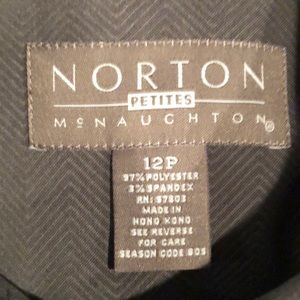 NORTON
PETITES
McNAUGHTON®
12P
97% POLYESTER
3% SPANDEX
RN: 57803
MADE IN
HONG KONG
SEE REVERSE
FOR CARE
SEASON CODE 805